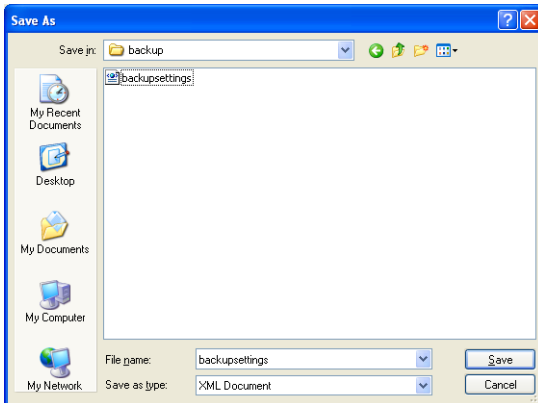 Save As
Save in: backup
backupsettings
My Recent
Documents
Desktop
My Documents
My Computer
My Network
File name: backupsettings Save
Save as type: XML Document Cancel